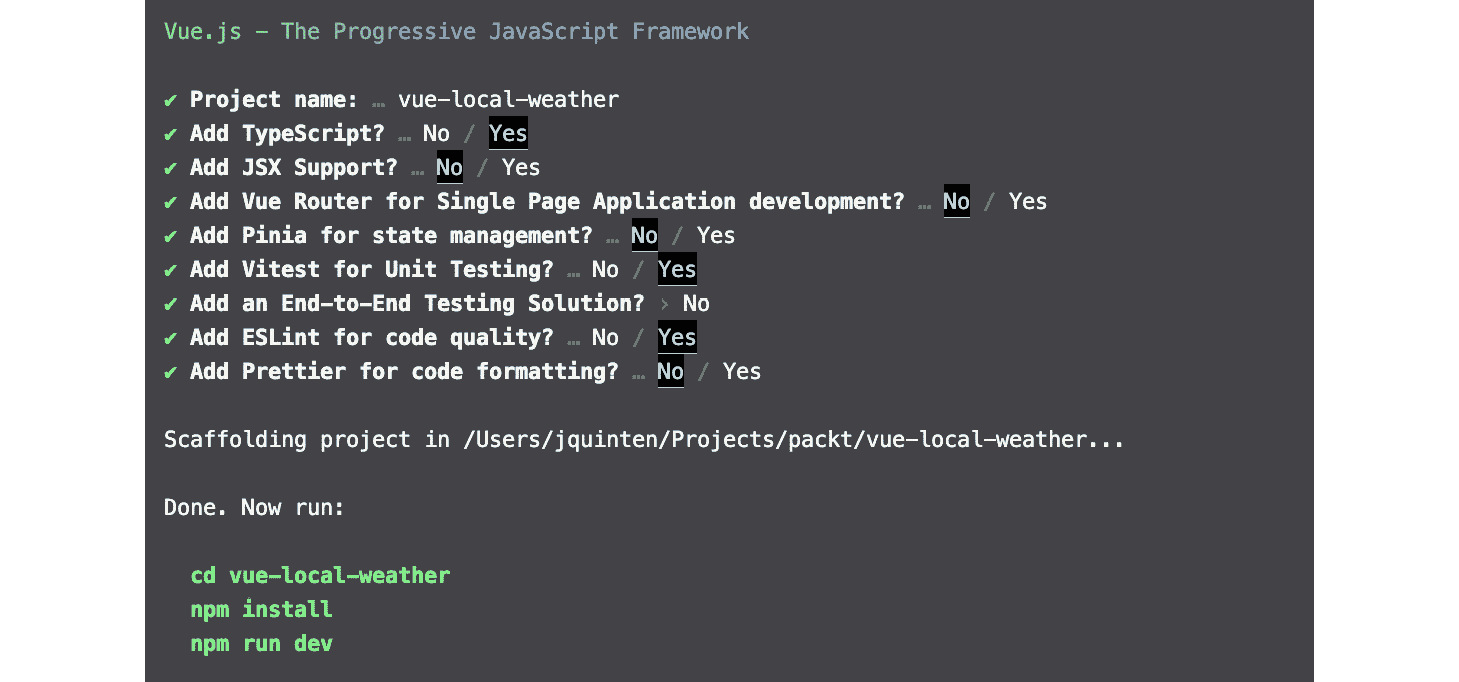 Vue.js - The Progressive JavaScript Framework
✔ Project name: … vue-local-weather
✔ Add TypeScript? … No / Yes
✔ Add JSX Support? … No / Yes
✔ Add Vue Router for Single Page Application development? … No / Yes
✔ Add Pinia for state management? … No / Yes
✔ Add Vitest for Unit Testing? … No / Yes
✔ Add an End-to-End Testing Solution? › No
✔ Add ESLint for code quality? … No / Yes
✔ Add Prettier for code formatting? … No / Yes
Scaffolding project in /Users/jquinten/Projects/packt/vue-local-weather...
Done. Now run:
cd vue-local-weather
npm install
npm run dev